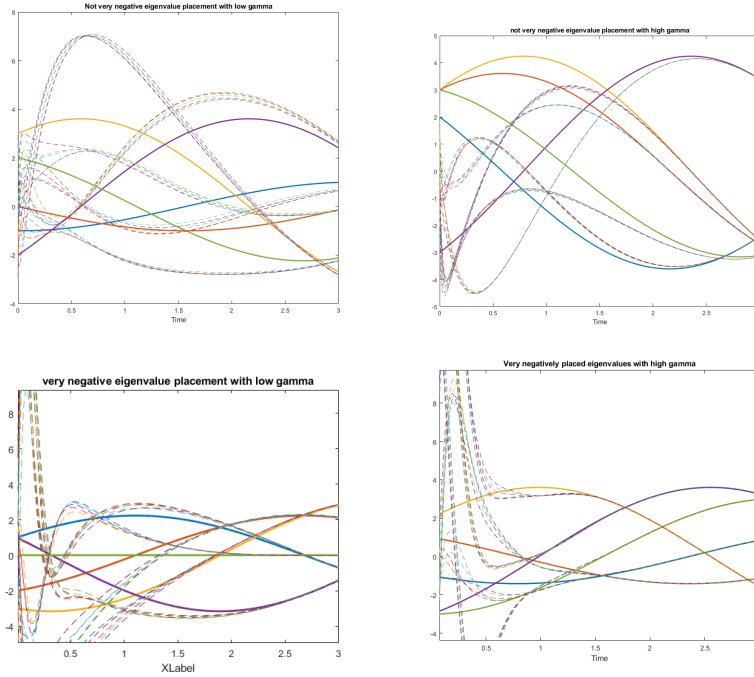 Not very negative eigenvalue placement with low gamma
8
6
4
2
0
-2
-4
0 0.5 1 1.5 2 2.5 3
Time
not very negative eigenvalue placement with high gamma
5
4
3
2
1
0
-1
-2
-3
-4
-5
0 0.5 1 1.5 2 2.5
Time
very negative eigenvalue placement with low gamma
8
6
4
2
0
-2
-4
0.5 1 1.5 2 2.5 3
XLabel
Very negatively placed eigenvalues with high gamma
8
6
4
2
0
-2
-4
0.5 1 1.5 2 2.5
Time